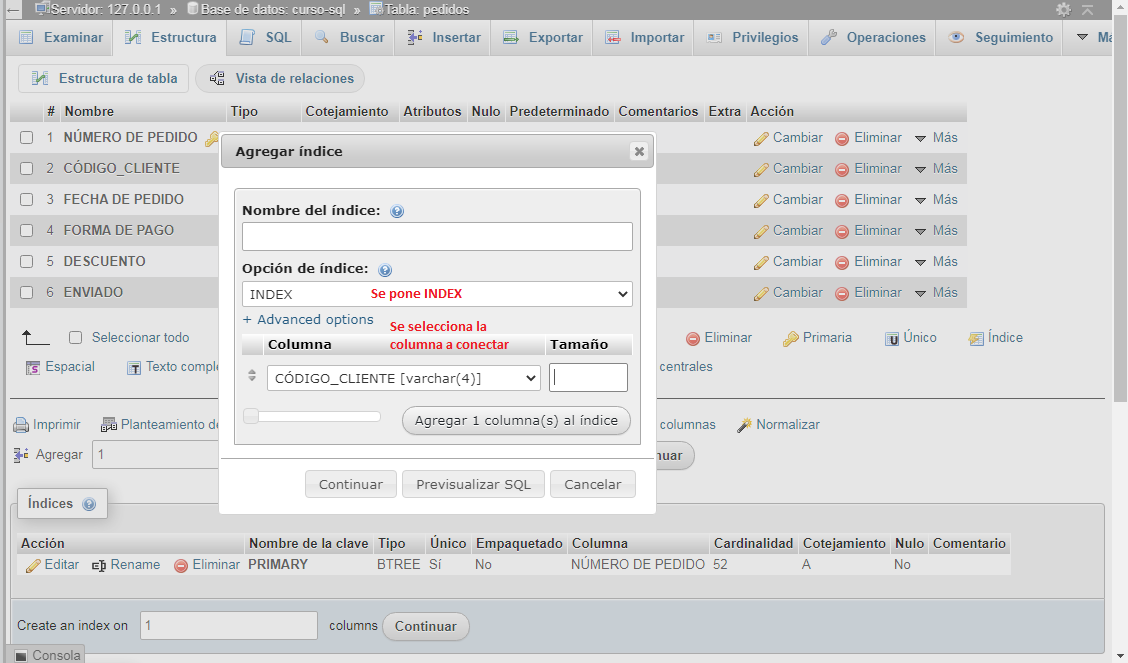 Servidor: 127.0.0.1 » Base de datos: curso-sql » Tabla: pedidos
Examinar Estructura SQL Buscar Insertar Exportar Importar Privilegios Operaciones Seguimiento
Estructura de tabla Vista de relaciones
# Nombre Tipo Cotejamiento Atributos Nulo Predeterminado Comentarios Extra Acción
1 NÚMERO DE PEDIDO Cambiar Eliminar Más
2 CÓDIGO_CLIENTE Cambiar Eliminar Más
3 FECHA DE PEDIDO Cambiar Eliminar Más
4 FORMA DE PAGO Cambiar Eliminar Más
5 DESCUENTO Cambiar Eliminar Más
6 ENVIADO Cambiar Eliminar Más
Agregar índice
Nombre del índice:
Opción de índice:
INDEX Se pone INDEX
+ Advanced options
Se selecciona la
columna a conectar
Columna Tamaño
CÓDIGO_CLIENTE [varchar(4)]
Agregar 1 columna(s) al índice
Continuar Previsualizar SQL Cancelar
Seleccionar todo Eliminar Primaria Único Índice
Espacial Texto comple centrales
Imprimir Planteamiento de columnas Normalizar
Agregar 1 nuar
Índices
Acción Nombre de la clave Tipo Único Empaquetado Columna Cardinalidad Cotejamiento Nulo Comentario
Editar Rename Eliminar PRIMARY BTREE Sí No NÚMERO DE PEDIDO 52 A No
Create an index on 1 columns Continuar
Consola